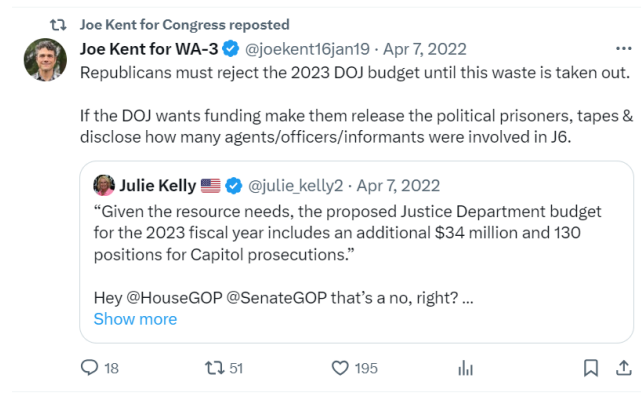 Joe Kent for Congress reposted
Joe Kent for WA-3 @joekent16jan19 · Apr 7, 2022
Republicans must reject the 2023 DOJ budget until this waste is taken out.
If the DOJ wants funding make them release the political prisoners, tapes &
disclose how many agents/officers/informants were involved in J6.
Julie Kelly 🇺🇸 @julie_kelly2 · Apr 7, 2022
“Given the resource needs, the proposed Justice Department budget
for the 2023 fiscal year includes an additional $34 million and 130
positions for Capitol prosecutions.”
Hey @HouseGOP @SenateGOP that’s a no, right? ...
Show more
18 51 195